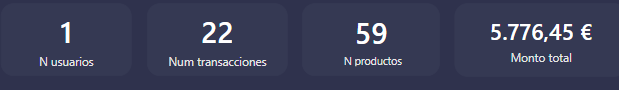 1
N usuarios
22
Num transacciones
59
N productos
5.776,45 €
Monto total